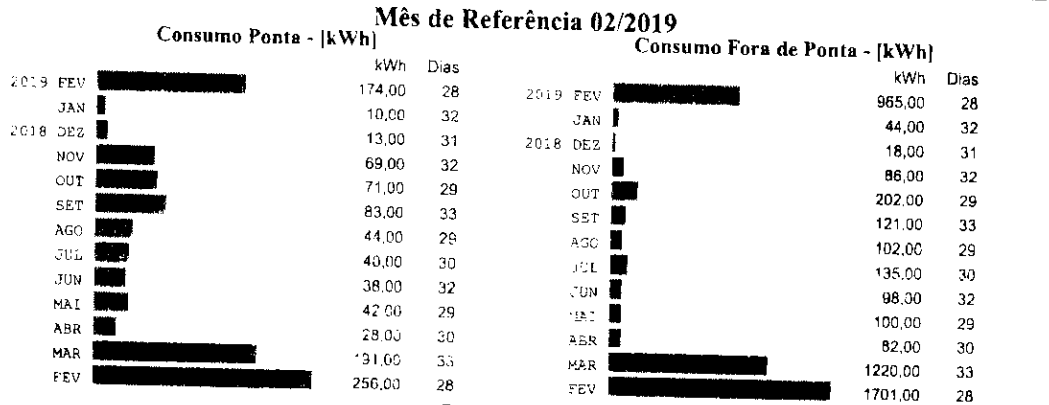 Mês de Referência 02/2019
Consumo Ponta - [kWh]
kWh Dias
2019 FEV 174,00 28
JAN 10,00 32
2018 DEZ 13,00 31
NOV 69,00 32
OUT 71,00 29
SET 83,00 33
AGO 44,00 29
JUL 40,00 30
JUN 38,00 32
MAI 42,00 29
ABR 28,00 30
MAR 191,00 33
FEV 256,00 28
Consumo Fora de Ponta - [kWh]
kWh Dias
2019 FEV 965,00 28
JAN 44,00 32
2018 DEZ 18,00 31
NOV 86,00 32
OUT 202,00 29
SET 121,00 33
AGO 102,00 29
JUL 135,00 30
JUN 98,00 32
MAI 100,00 29
ABR 82,00 30
MAR 1220,00 33
FEV 1701,00 28